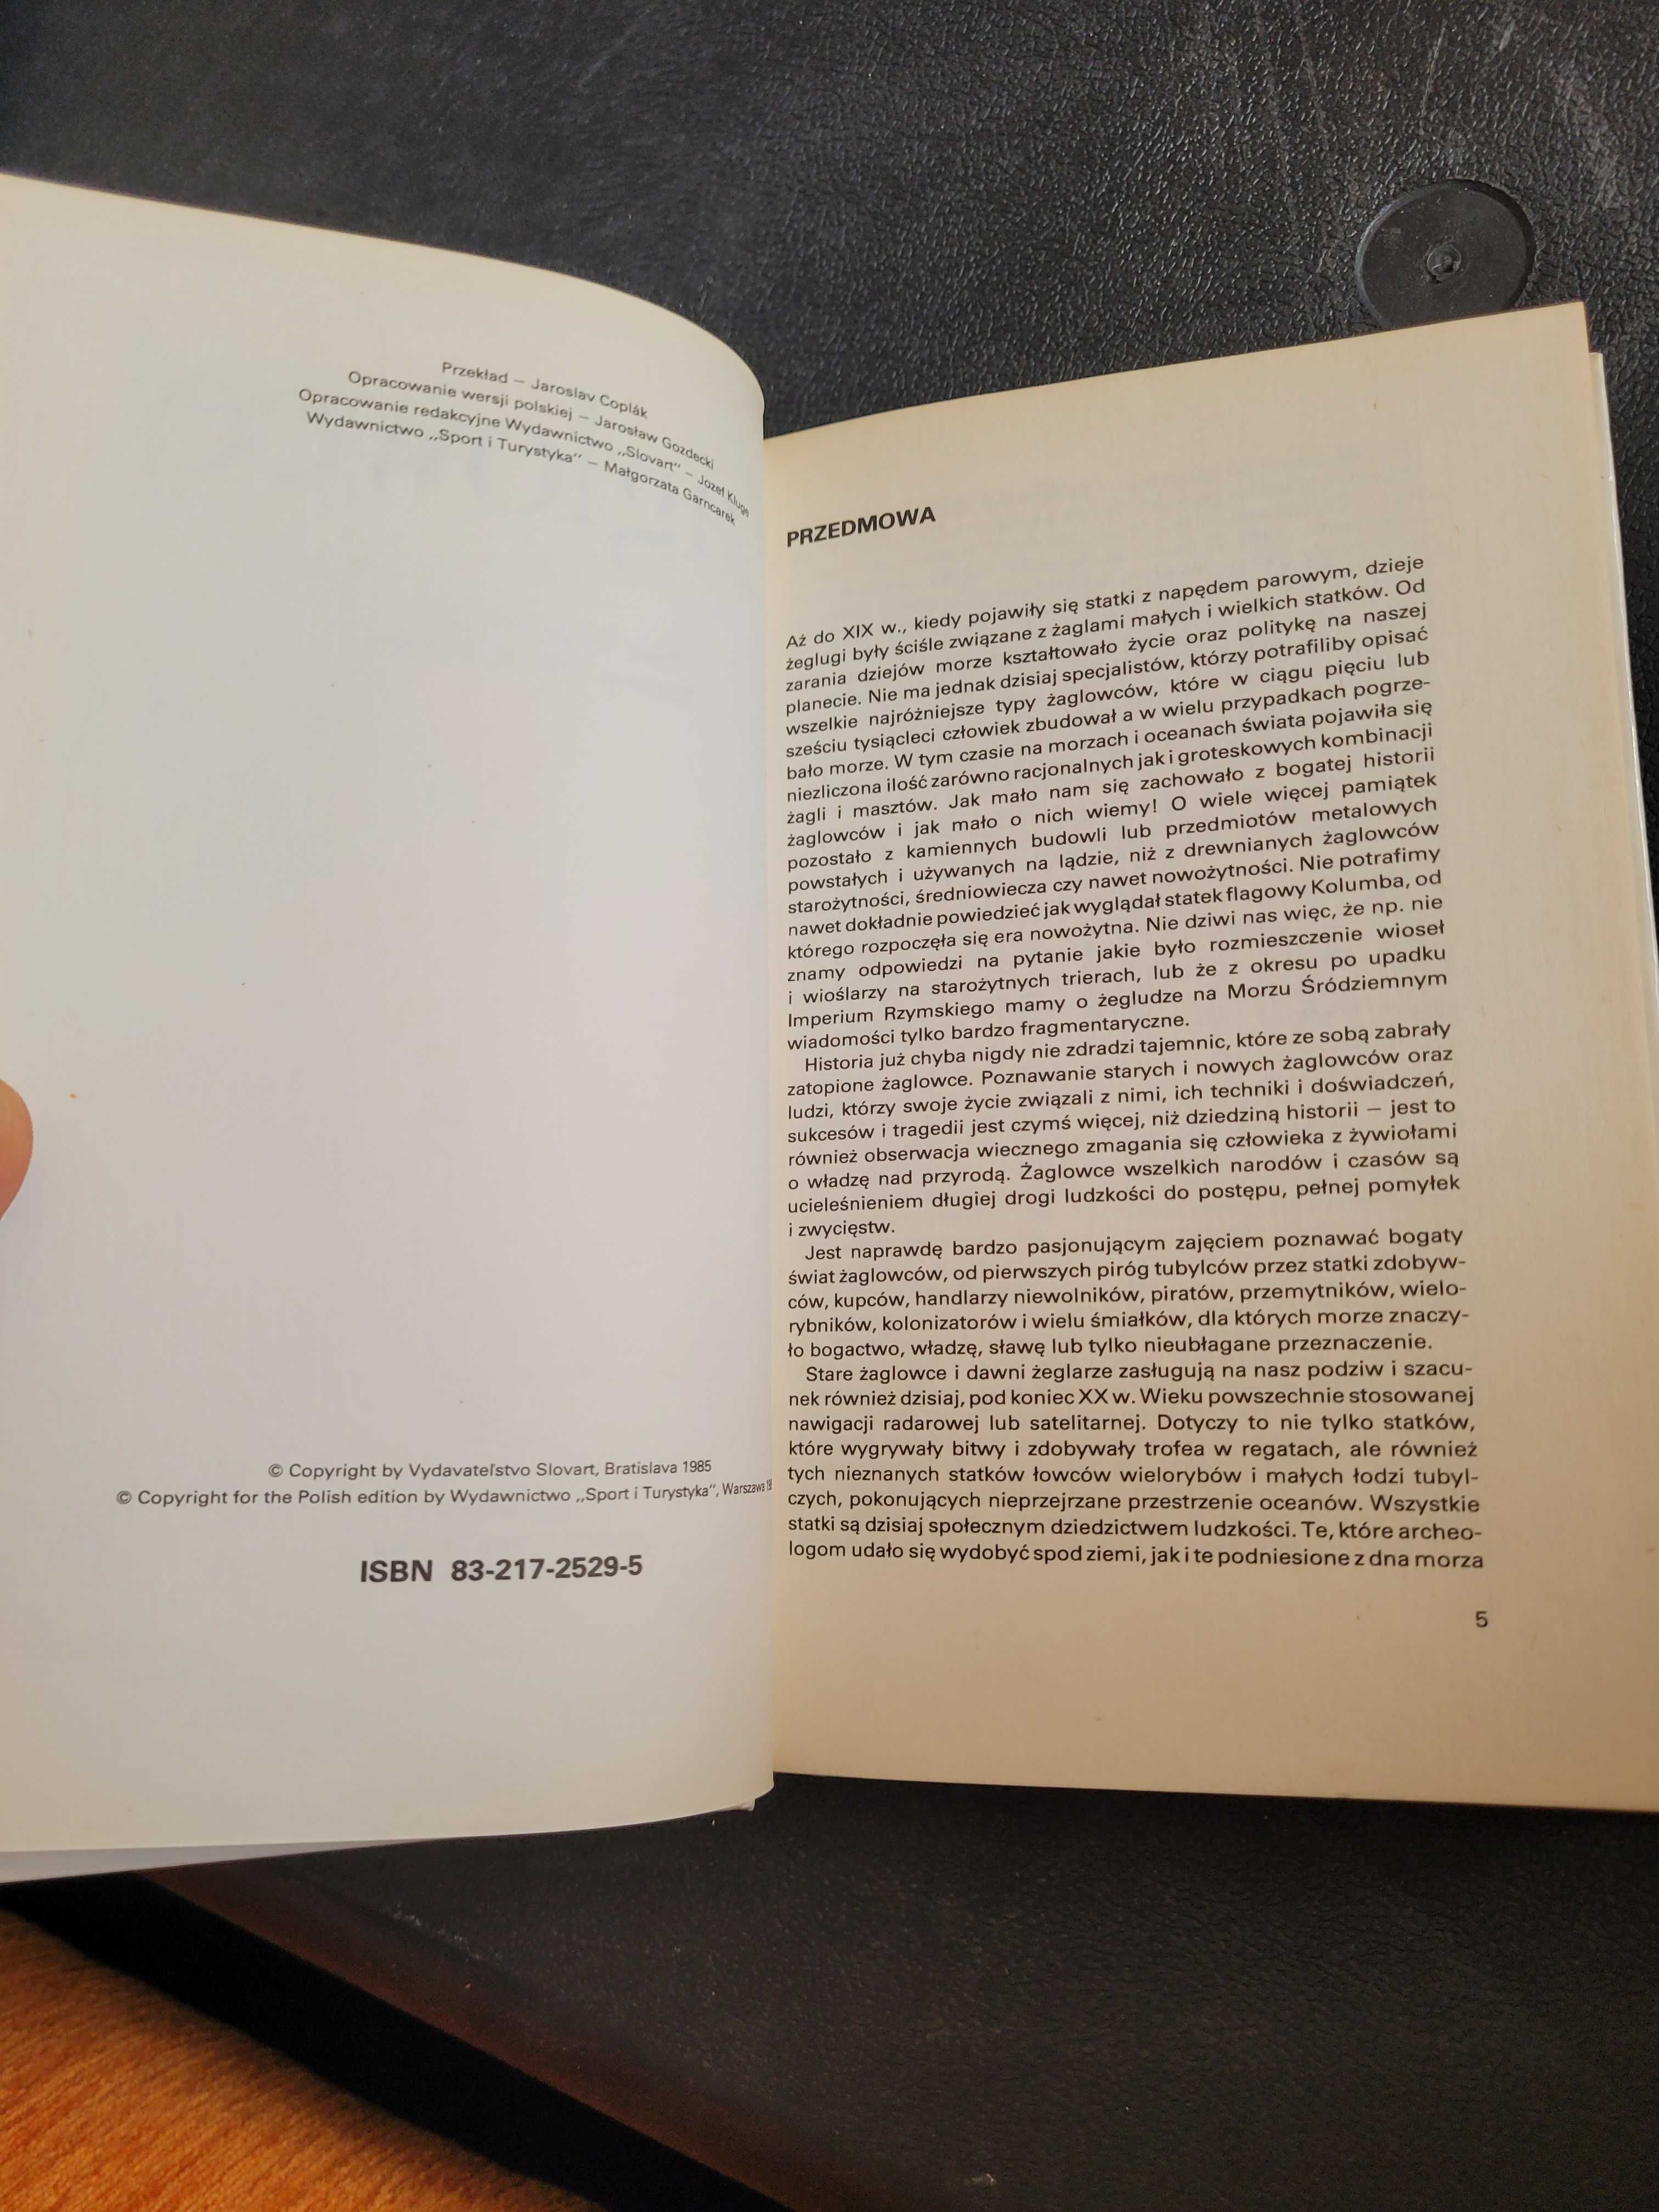 Przekład – Jaroslav Coplák
Opracowanie wersji polskiej – Jarosław Gozdecki
Opracowanie redakcyjne Wydawnictwo „Slovart“ – Jozef Kluge
Wydawnictwo „Sport i Turystyka“ – Małgorzata Garncarek
© Copyright by Vydavateľstvo Slovart, Bratislava 1985
© Copyright for the Polish edition by Wydawnictwo „Sport i Turystyka“, Warszawa
ISBN 83-217-2529-5
PRZEDMOWA
Aż do XIX w., kiedy pojawiły się statki z napędem parowym, dzieje
żeglugi były ściśle związane z żaglami małych i wielkich statków. Od
zarania dziejów morze kształtowało życie oraz politykę na naszej
planecie. Nie ma jednak dzisiaj specjalistów, którzy potrafiliby opisać
wszelkie najróżniejsze typy żaglowców, które w ciągu pięciu lub
sześciu tysiącleci człowiek zbudował a w wielu przypadkach pogrze-
bało morze. W tym czasie na morzach i oceanach świata pojawiła się
niezliczona ilość zarówno racjonalnych jak i groteskowych kombinacji
żagli i masztów. Jak mało nam się zachowało z bogatej historii
żaglowców i jak mało o nich wiemy! O wiele więcej pamiątek
pozostało z kamiennych budowli lub przedmiotów metalowych
powstałych i używanych na lądzie, niż z drewnianych żaglowców
starożytności, średniowiecza czy nawet nowożytności. Nie potrafimy
nawet dokładnie powiedzieć jak wyglądał statek flagowy Kolumba, od
którego rozpoczęła się era nowożytna. Nie dziwi nas więc, że np. nie
znamy odpowiedzi na pytanie jakie było rozmieszczenie wioseł
i wioślarzy na starożytnych trierach, lub że z okresu po upadku
Imperium Rzymskiego mamy o żegludze na Morzu Śródziemnym
wiadomości tylko bardzo fragmentaryczne.
Historia już chyba nigdy nie zdradzi tajemnic, które ze sobą zabrały
zatopione żaglowce. Poznawanie starych i nowych żaglowców oraz
ludzi, którzy swoje życie związali z nimi, ich techniki i doświadczeń,
sukcesów i tragedii jest czymś więcej, niż dziedziną historii – jest to
również obserwacja wiecznego zmagania się człowieka z żywiołami
o władzę nad przyrodą. Żaglowce wszelkich narodów i czasów są
ucieleśnieniem długiej drogi ludzkości do postępu, pełnej pomyłek
i zwycięstw.
Jest naprawdę bardzo pasjonującym zajęciem poznawać bogaty
świat żaglowców, od pierwszych piróg tubylców przez statki zdobyw-
ców, kupców, handlarzy niewolników, piratów, przemytników, wielo-
rybników, kolonizatorów i wielu śmiałków, dla których morze znaczy-
ło bogactwo, władzę, sławę lub tylko nieubłagane przeznaczenie.
Stare żaglowce i dawni żeglarze zasługują na nasz podziw i szacu-
nek również dzisiaj, pod koniec XX w. Wieku powszechnie stosowanej
nawigacji radarowej lub satelitarnej. Dotyczy to nie tylko statków,
które wygrywały bitwy i zdobywały trofea w regatach, ale również
tych nieznanych statków łowców wielorybów i małych łodzi tubyl-
czych, pokonujących nieprzejrzane przestrzenie oceanów. Wszystkie
statki są dzisiaj społecznym dziedzictwem ludzkości. Te, które archeo-
logom udało się wydobyć spod ziemi, jak i te podniesione z dna morza
5